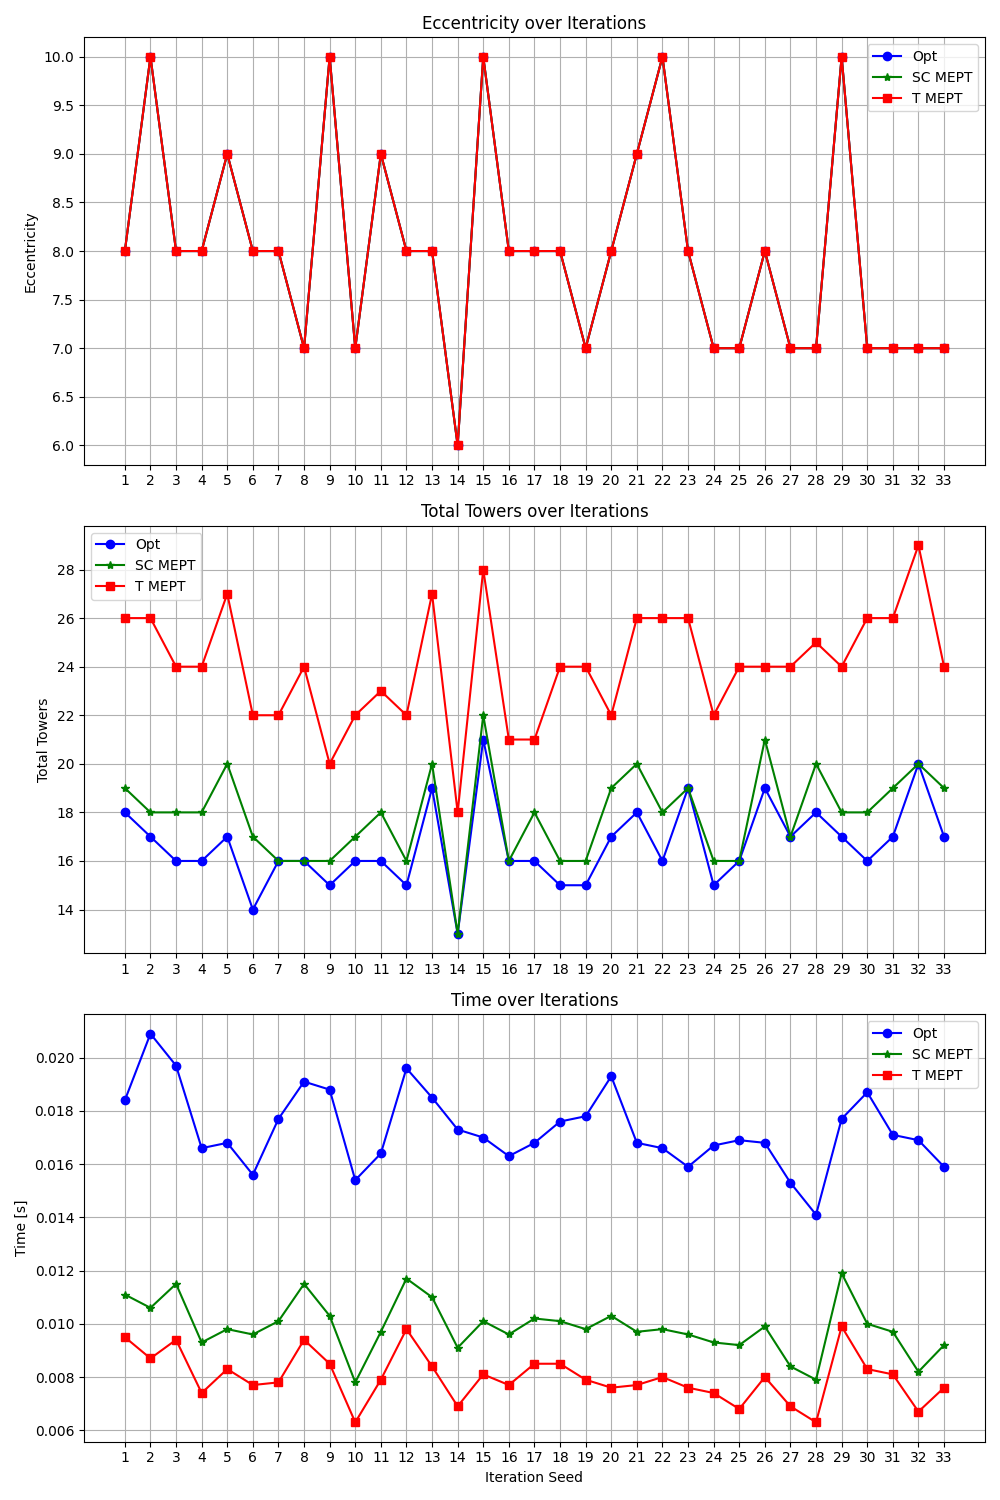 Eccentricity over Iterations
Eccentricity
10.0
9.5
9.0
8.5
8.0
7.5
7.0
6.5
6.0
Opt
SC MEPT
T MEPT
1 2 3 4 5 6 7 8 9 10 11 12 13 14 15 16 17 18 19 20 21 22 23 24 25 26 27 28 29 30 31 32 33
Total Towers over Iterations
Total Towers
28
26
24
22
20
18
16
14
Opt
SC MEPT
T MEPT
1 2 3 4 5 6 7 8 9 10 11 12 13 14 15 16 17 18 19 20 21 22 23 24 25 26 27 28 29 30 31 32 33
Time over Iterations
Time [s]
0.020
0.018
0.016
0.014
0.012
0.010
0.008
0.006
Opt
SC MEPT
T MEPT
1 2 3 4 5 6 7 8 9 10 11 12 13 14 15 16 17 18 19 20 21 22 23 24 25 26 27 28 29 30 31 32 33
Iteration Seed